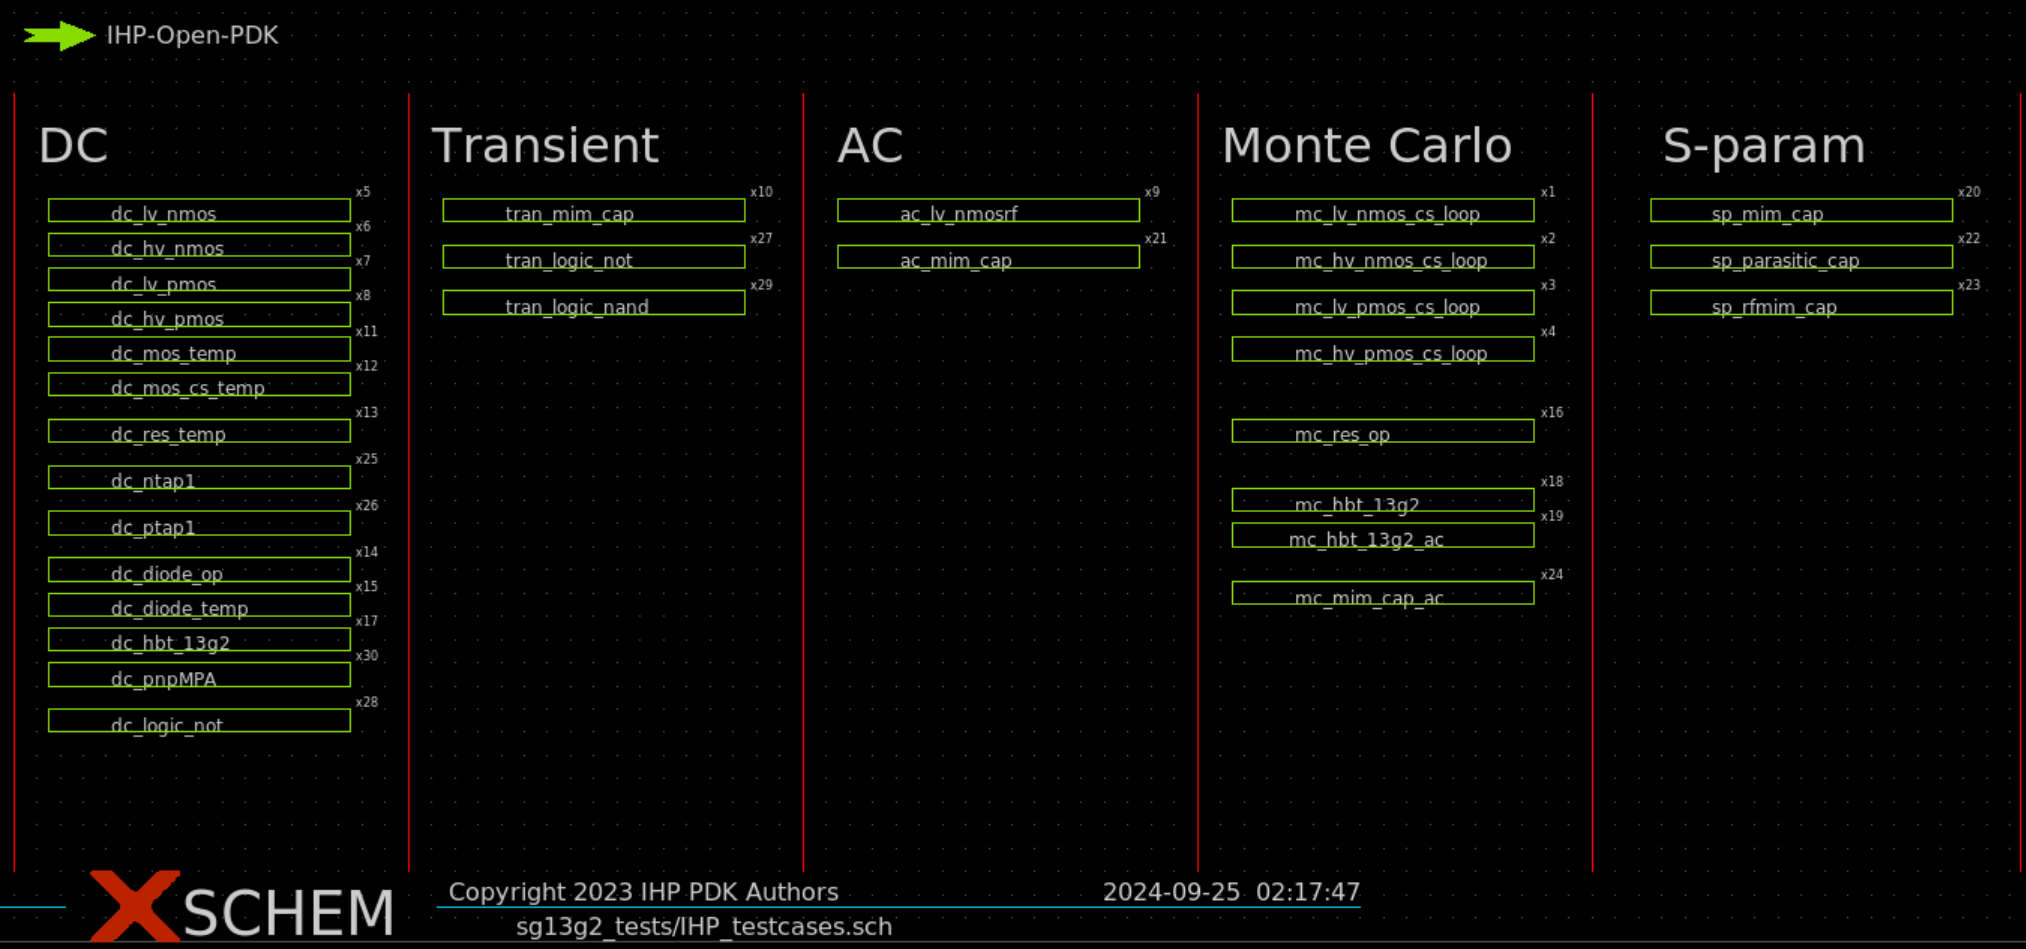 IHP-Open-PDK
DC
x5
dc_lv_nmos
x6
dc_hv_nmos
x7
dc_lv_pmos
x8
dc_hv_pmos
x11
dc_mos_temp
x12
dc_mos_cs_temp
x13
dc_res_temp
x25
dc_ntap1
x26
dc_ptap1
x14
dc_diode_op
x15
dc_diode_temp
x17
dc_hbt_13g2
x30
dc_pnpMPA
x28
dc_logic_not
Transient
x10
tran_mim_cap
x27
tran_logic_not
x29
tran_logic_nand
AC
x9
ac_lv_nmosrf
x21
ac_mim_cap
Monte Carlo
x1
mc_lv_nmos_cs_loop
x2
mc_hv_nmos_cs_loop
x3
mc_lv_pmos_cs_loop
x4
mc_hv_pmos_cs_loop
x16
mc_res_op
x18
mc_hbt_13g2
x19
mc_hbt_13g2_ac
x24
mc_mim_cap_ac
S-param
x20
sp_mim_cap
x22
sp_parasitic_cap
x23
sp_rfmim_cap
XSCHEM
Copyright 2023 IHP PDK Authors 2024-09-25 02:17:47
sg13g2_tests/IHP_testcases.sch